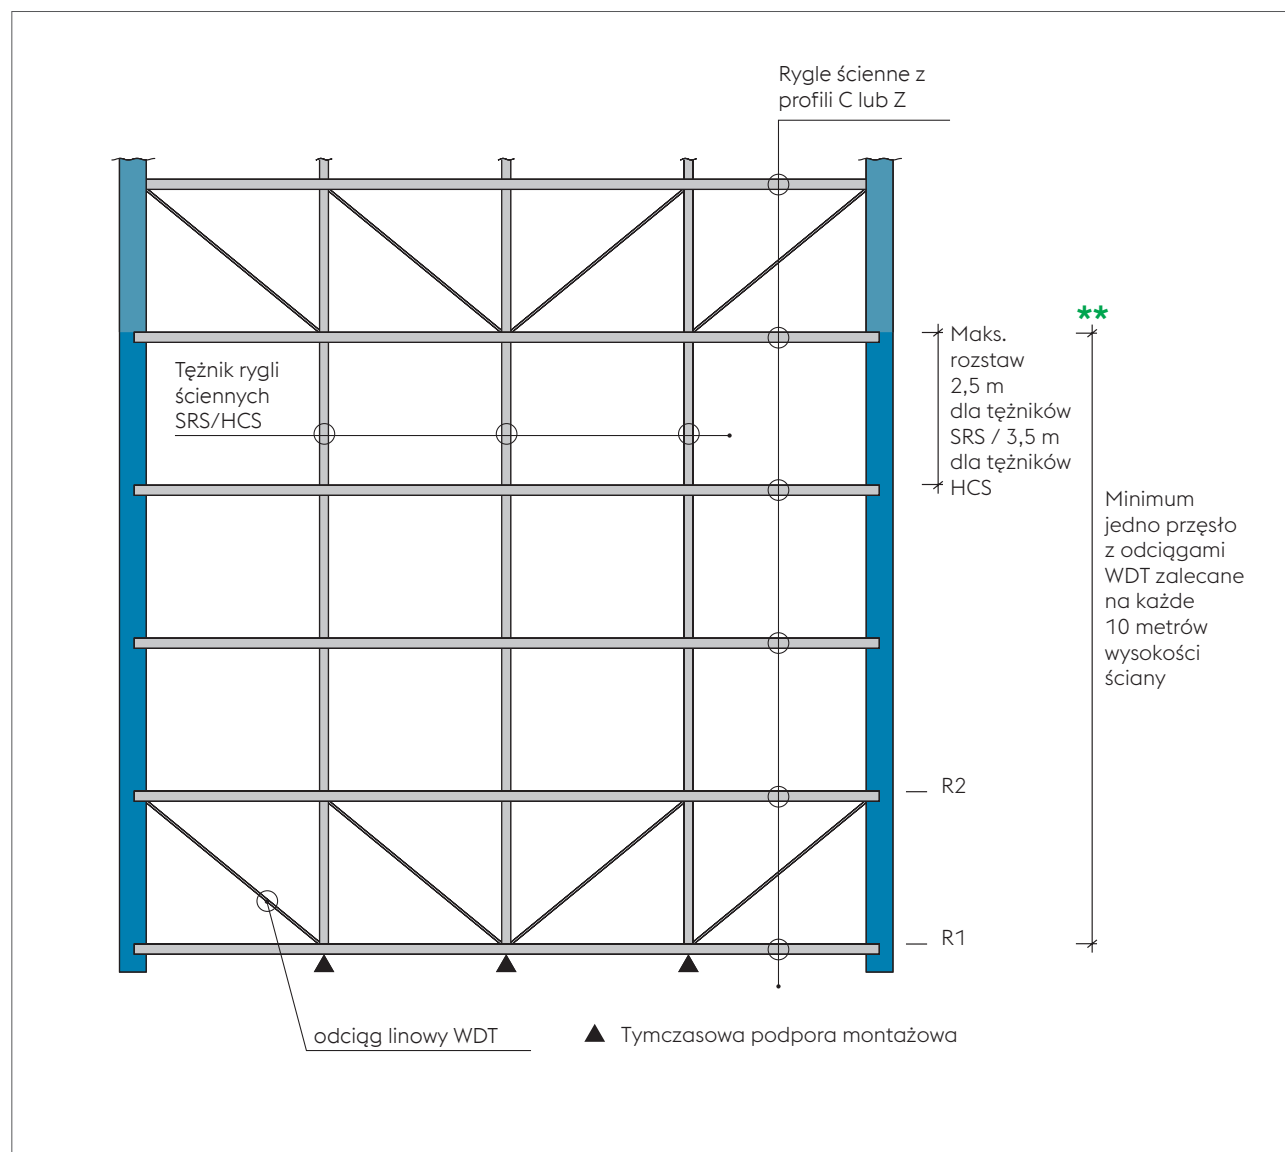 Rygle ścienne z
profili C lub Z
**
Maks.
rozstaw
2,5 m
dla tężników
SRS / 3,5 m
dla tężników
HCS
Tężnik rygli
ściennych
SRS/HCS
Minimum
jedno przęsło
z odciągami
WDT zalecane
na każde
10 metrów
wysokości
ściany
R2
R1
odciąg linowy WDT
Tymczasowa podpora montażowa